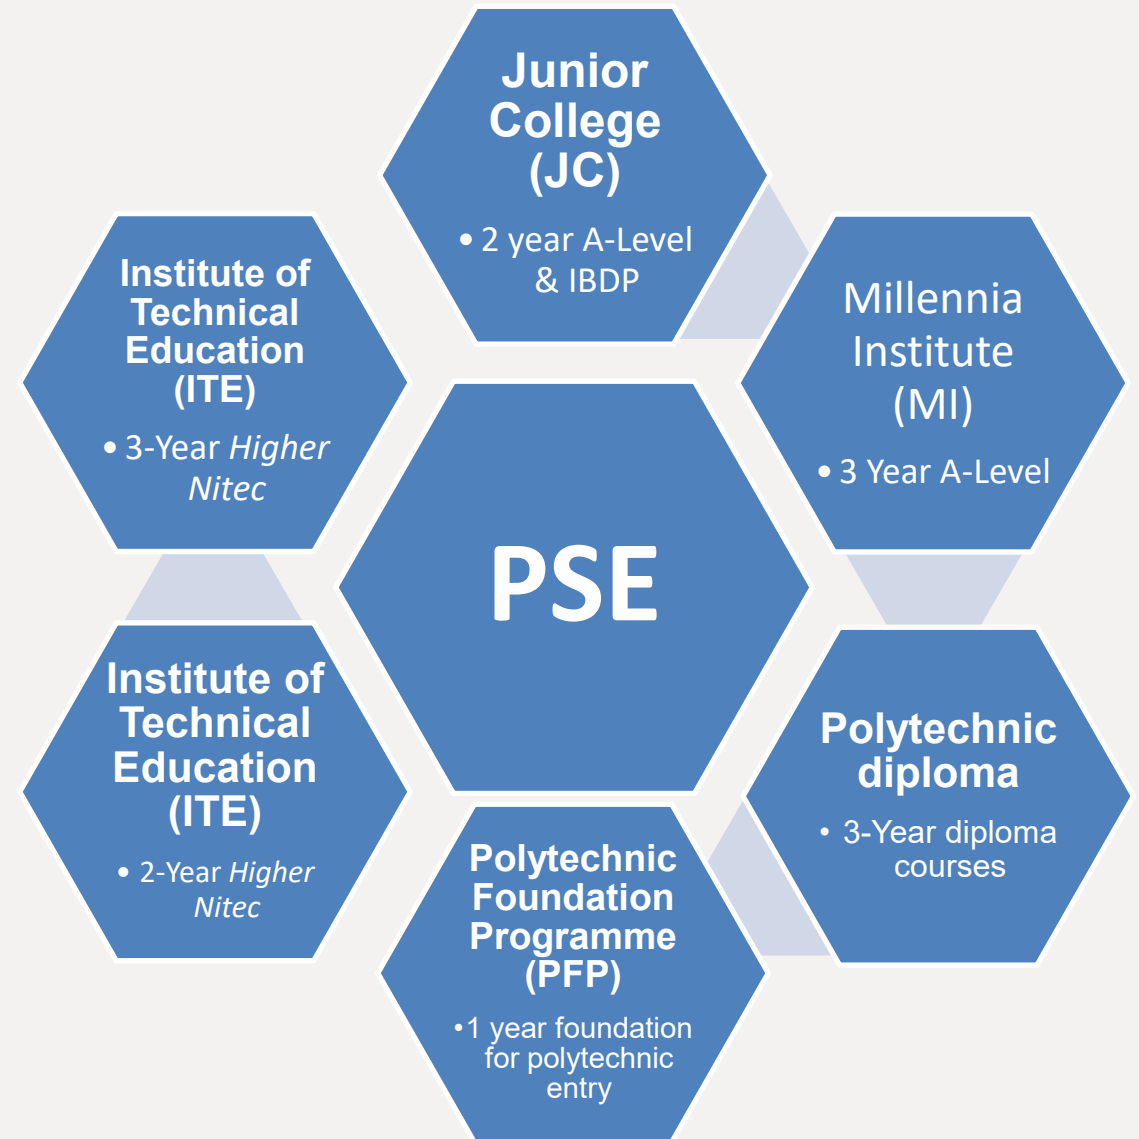 Junior
College
(JC)
• 2 year A-Level
& IBDP
Millennia
Institute
(MI)
• 3 Year A-Level
Polytechnic
diploma
• 3-Year diploma
courses
Polytechnic
Foundation
Programme
(PFP)
•1 year foundation
for polytechnic
entry
Institute of
Technical
Education
(ITE)
• 2-Year Higher
Nitec
Institute of
Technical
Education
(ITE)
• 3-Year Higher
Nitec
PSE